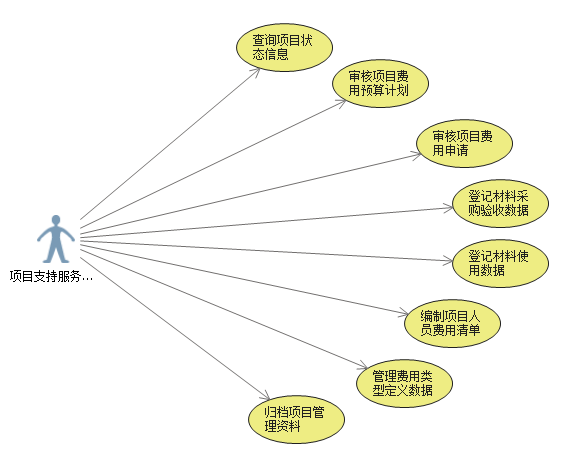 查询项目状
态信息
审核项目费
用预算计划
审核项目费
用申请
登记材料采
购验收数据
项目支持服务...
登记材料使
用数据
编制项目人
员费用清单
管理费用类
型定义数据
归档项目管
理资料